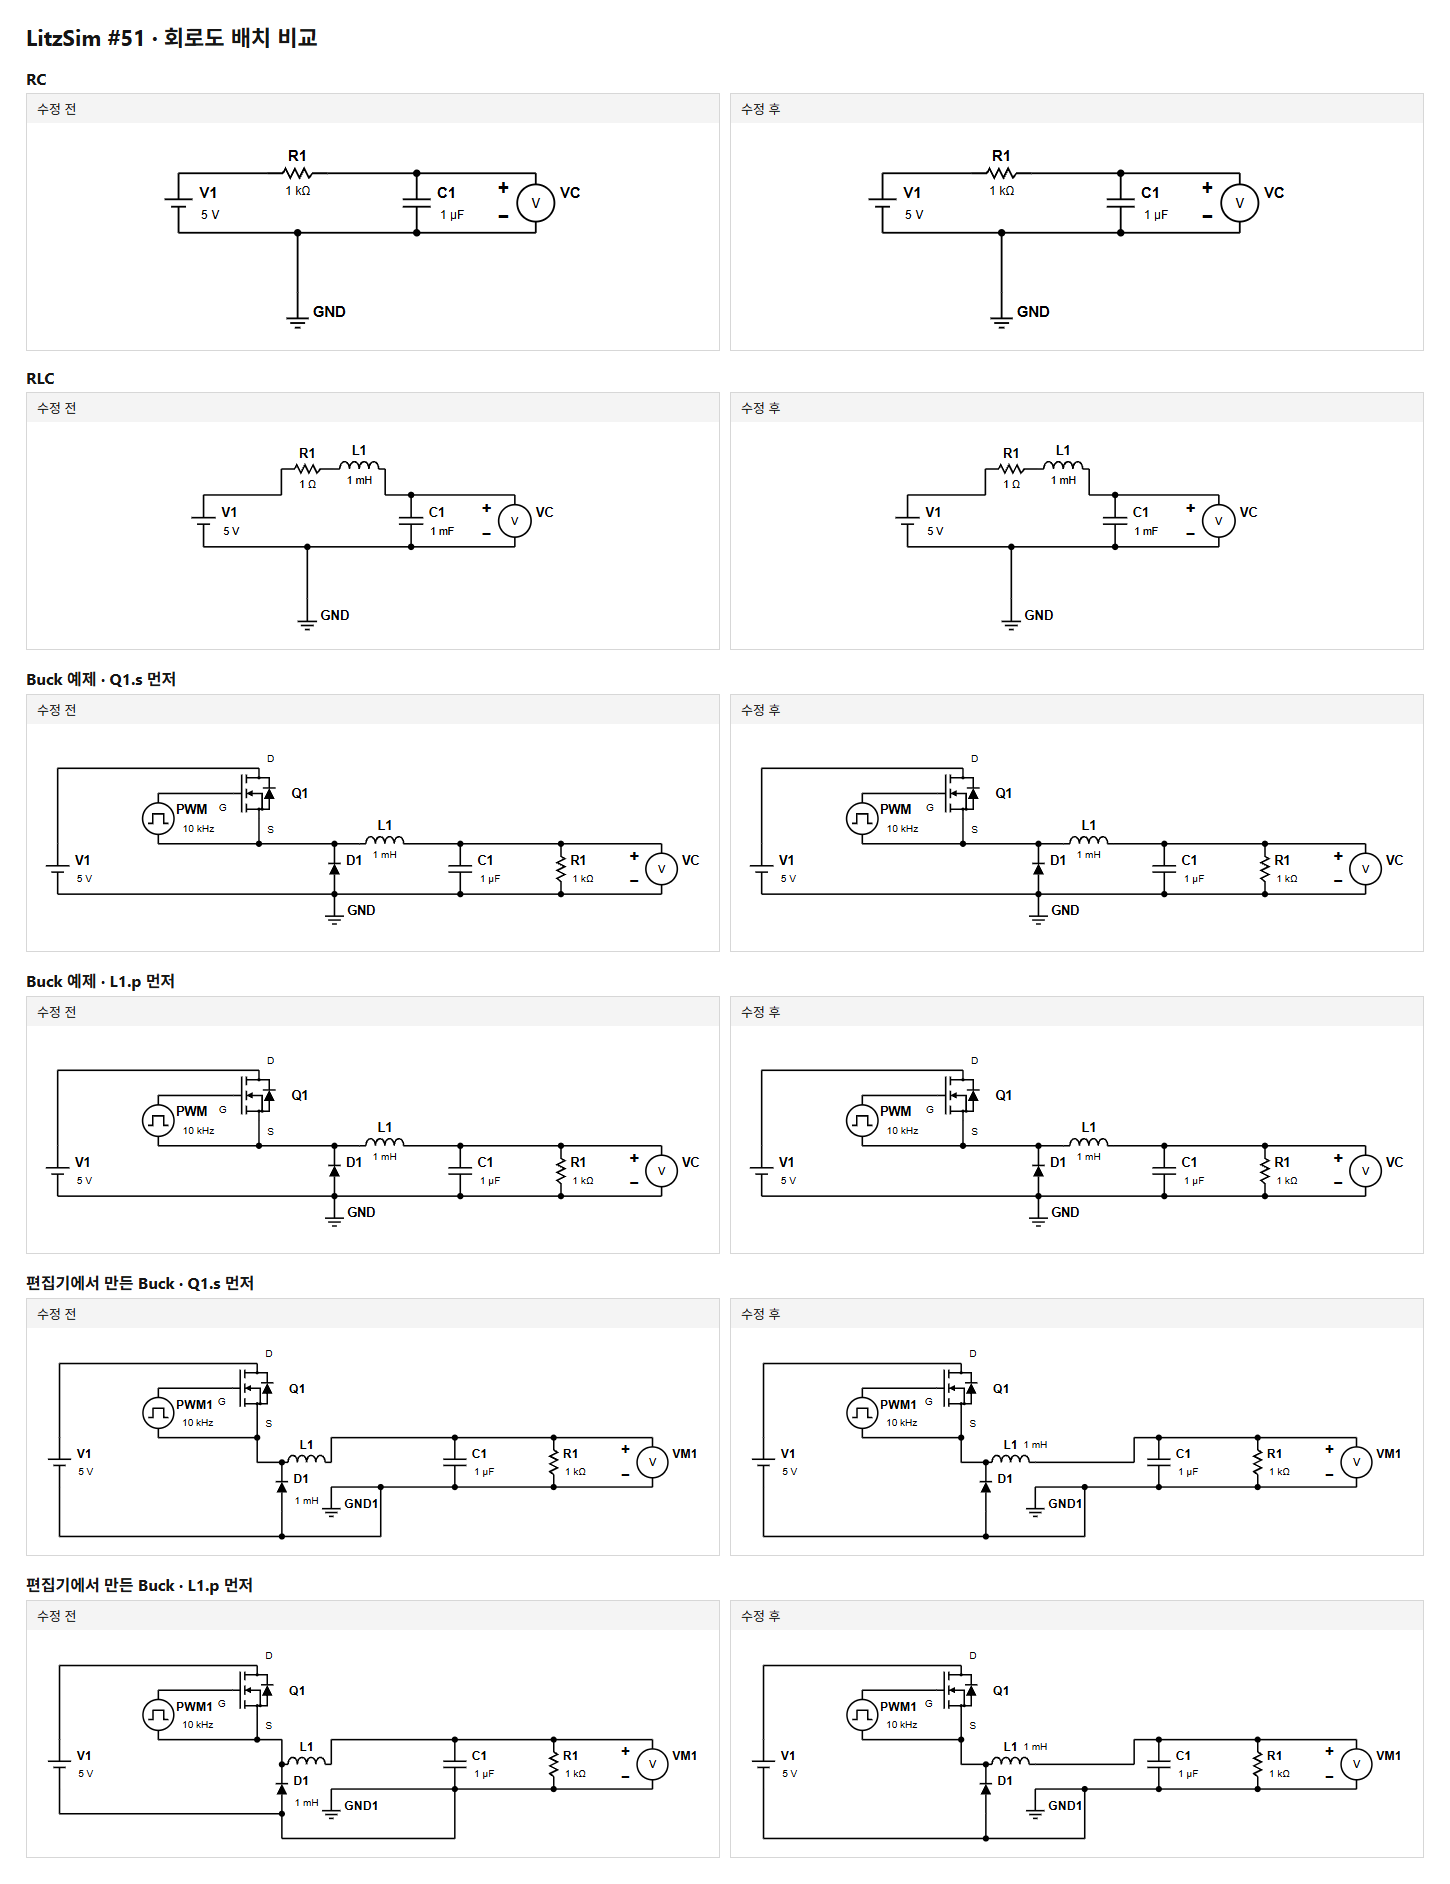 LitzSim #51 · 회로도 배치 비교
RC
수정 전
R1
1 kΩ
V1
5 V
C1
1 µF
+
−
V
VC
GND
수정 후
R1
1 kΩ
V1
5 V
C1
1 µF
+
−
V
VC
GND
RLC
수정 전
R1
1 Ω
L1
1 mH
V1
5 V
C1
1 mF
+
−
V
VC
GND
수정 후
R1
1 Ω
L1
1 mH
V1
5 V
C1
1 mF
+
−
V
VC
GND
Buck 예제 · Q1.s 먼저
수정 전
D
Q1
PWM
G
10 kHz
S
L1
1 mH
V1
5 V
D1
C1
1 µF
R1
1 kΩ
+
−
V
VC
GND
수정 후
D
Q1
PWM
G
10 kHz
S
L1
1 mH
V1
5 V
D1
C1
1 µF
R1
1 kΩ
+
−
V
VC
GND
Buck 예제 · L1.p 먼저
수정 전
D
Q1
PWM
G
10 kHz
S
L1
1 mH
V1
5 V
D1
C1
1 µF
R1
1 kΩ
+
−
V
VC
GND
수정 후
D
Q1
PWM
G
10 kHz
S
L1
1 mH
V1
5 V
D1
C1
1 µF
R1
1 kΩ
+
−
V
VC
GND
편집기에서 만든 Buck · Q1.s 먼저
수정 전
D
Q1
PWM1
G
10 kHz
S
L1
V1
5 V
D1
1 mH
C1
1 µF
R1
1 kΩ
+
−
V
VM1
GND1
수정 후
D
Q1
PWM1
G
10 kHz
S
L1 1 mH
V1
5 V
D1
C1
1 µF
R1
1 kΩ
+
−
V
VM1
GND1
편집기에서 만든 Buck · L1.p 먼저
수정 전
D
Q1
PWM1
G
10 kHz
S
L1
V1
5 V
D1
1 mH
C1
1 µF
R1
1 kΩ
+
−
V
VM1
GND1
수정 후
D
Q1
PWM1
G
10 kHz
S
L1 1 mH
V1
5 V
D1
C1
1 µF
R1
1 kΩ
+
−
V
VM1
GND1